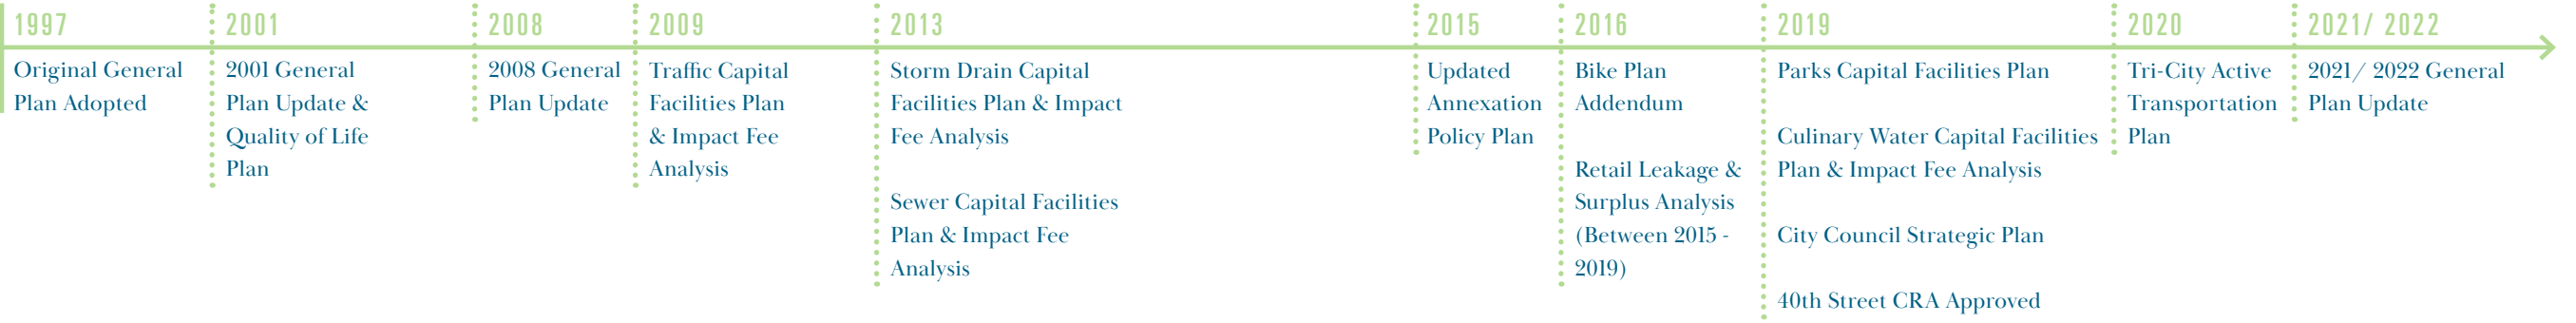 1997
Original General
Plan Adopted
2001
2001 General
Plan Update &
Quality of Life
Plan
2008
2008 General
Plan Update
2009
Traffic Capital
Facilities Plan
& Impact Fee
Analysis
2013
Storm Drain Capital
Facilities Plan & Impact
Fee Analysis
Sewer Capital Facilities
Plan & Impact Fee
Analysis
2015
Updated
Annexation
Policy Plan
2016
Bike Plan
Addendum
Retail Leakage &
Surplus Analysis
(Between 2015 -
2019)
2019
Parks Capital Facilities Plan
Culinary Water Capital Facilities
Plan & Impact Fee Analysis
City Council Strategic Plan
40th Street CRA Approved
2020
Tri-City Active
Transportation
Plan
2021/ 2022
2021/ 2022 General
Plan Update